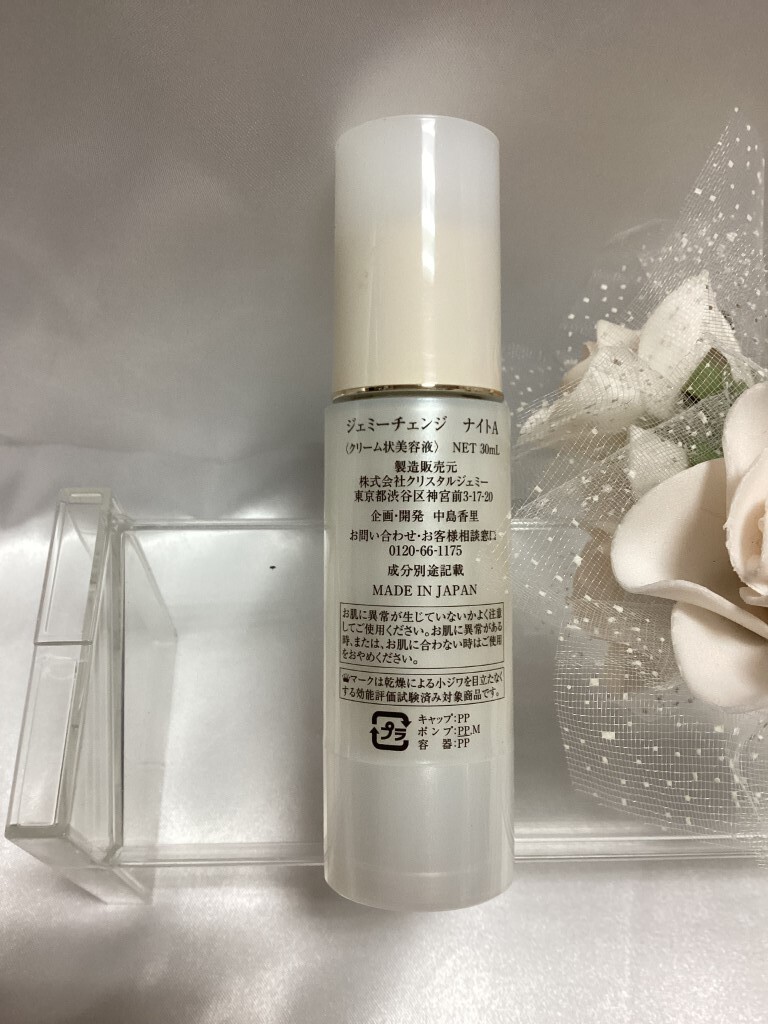 ジェミーチェンジ　ナイトA
〈クリーム状美容液〉　NET 30mL
製造販売元
株式会社クリスタルジェミー
東京都渋谷区神宮前3-17-20
企画・開発　中島香里
お問い合わせ・お客様相談窓口
0120-66-1175
成分別途記載
MADE IN JAPAN
お肌に異常が生じていないかよく注意
してご使用ください。お肌に異常がある
時、または、お肌に合わない時はご使用
をおやめください。
マークは乾燥による小ジワを目立たなく
する効能評価試験済み対象商品です。
プラ
キャップ:PP
ポンプ:PP,M
容　器:PP